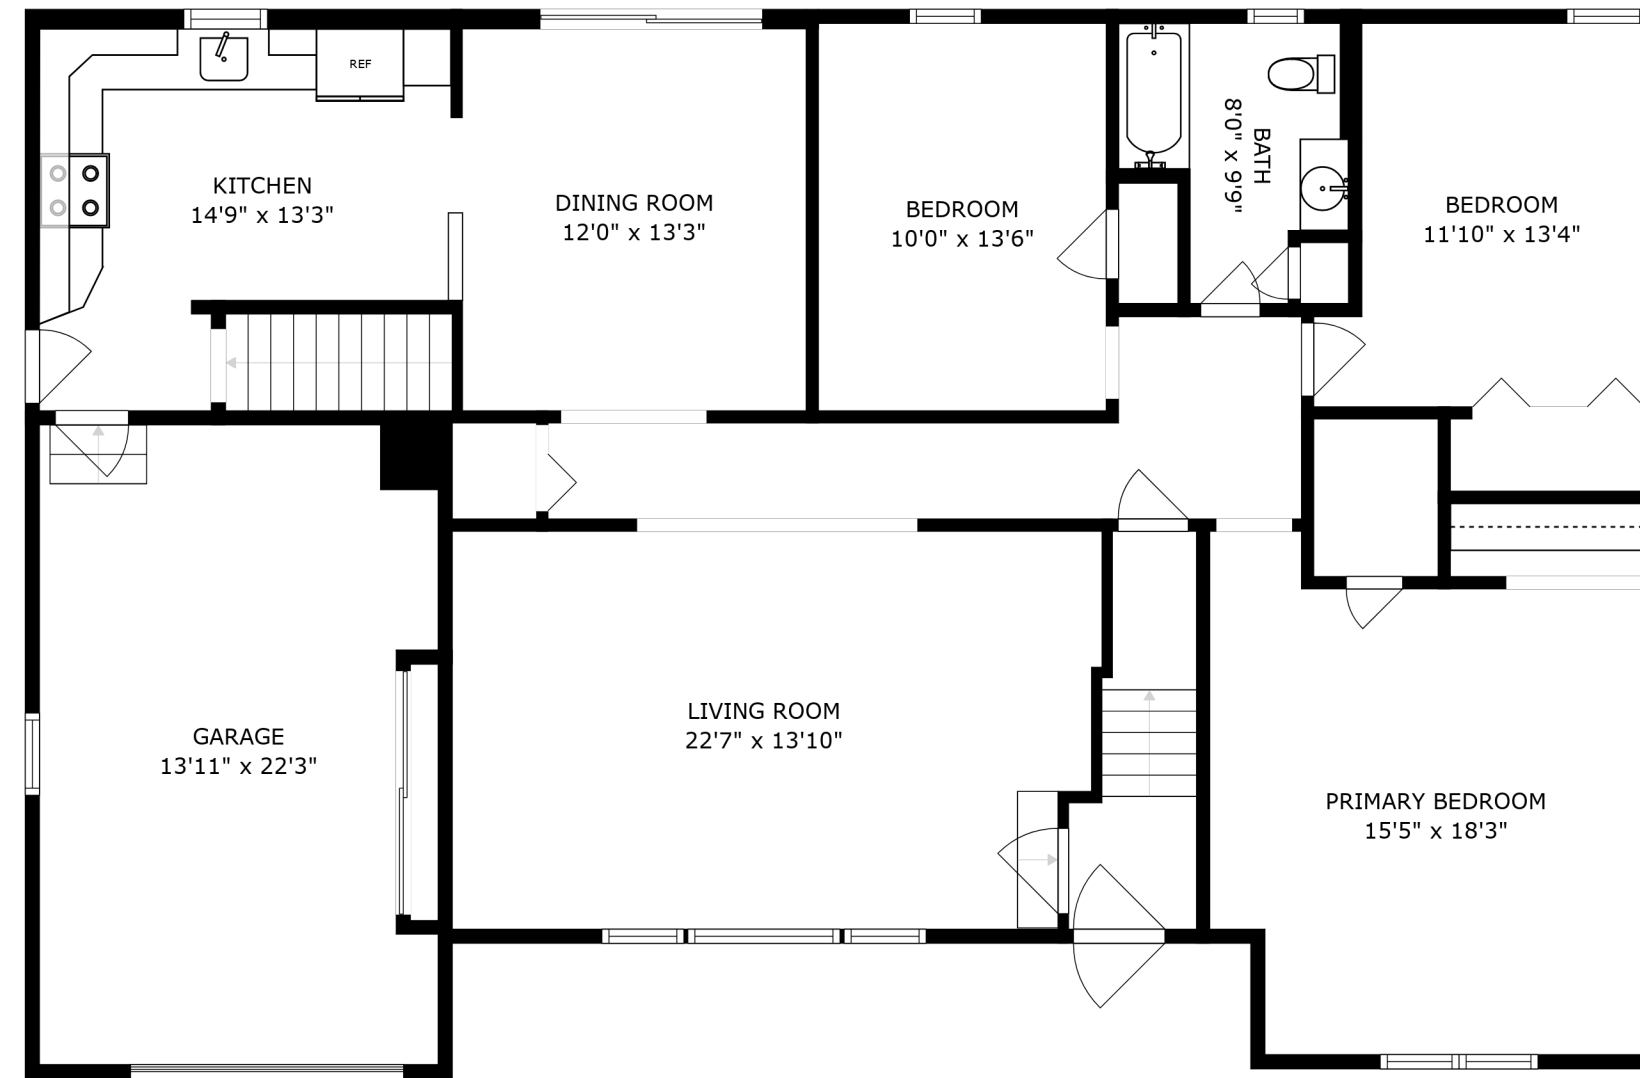 REF
KITCHEN
14'9" x 13'3"
DINING ROOM
12'0" x 13'3"
BEDROOM
10'0" x 13'6"
BATH
8'0" x 9'9"
BEDROOM
11'10" x 13'4"
GARAGE
13'11" x 22'3"
LIVING ROOM
22'7" x 13'10"
PRIMARY BEDROOM
15'5" x 18'3"